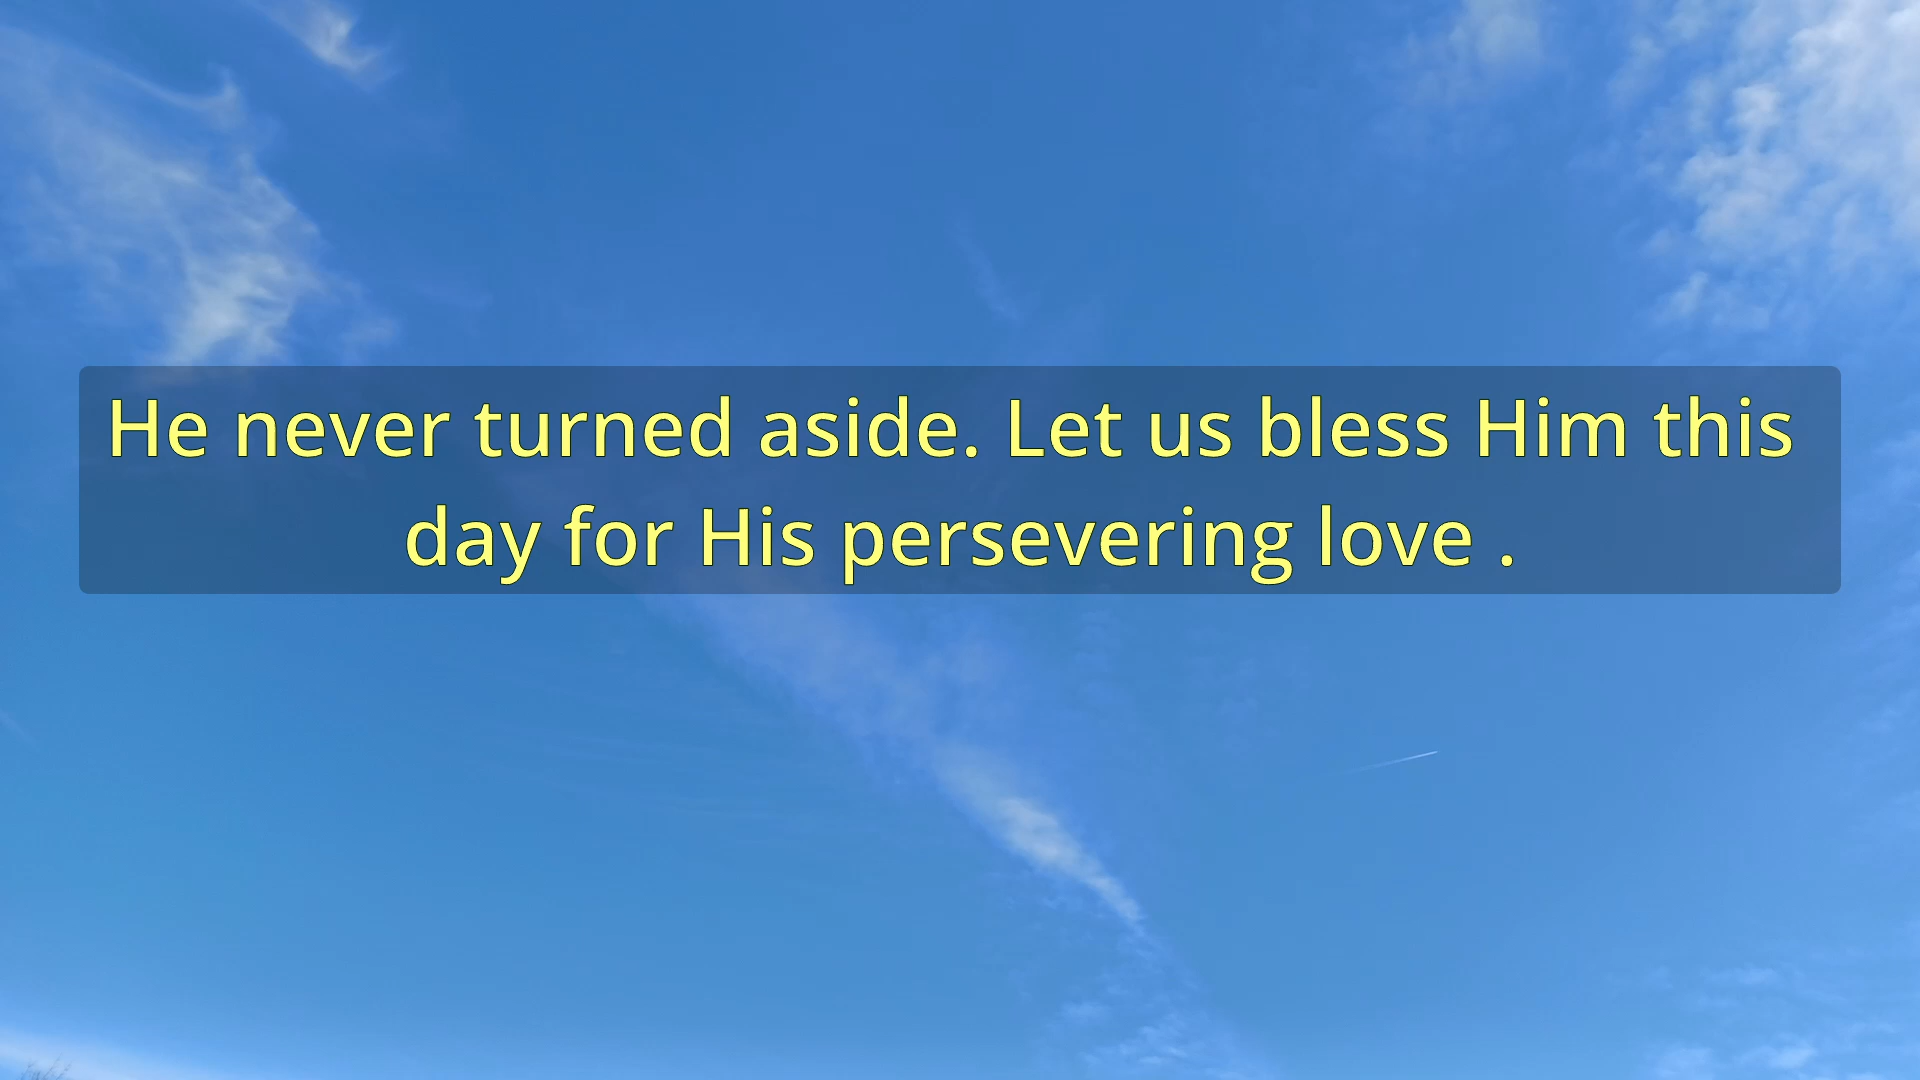 He never turned aside. Let us bless Him this
day for His persevering love .